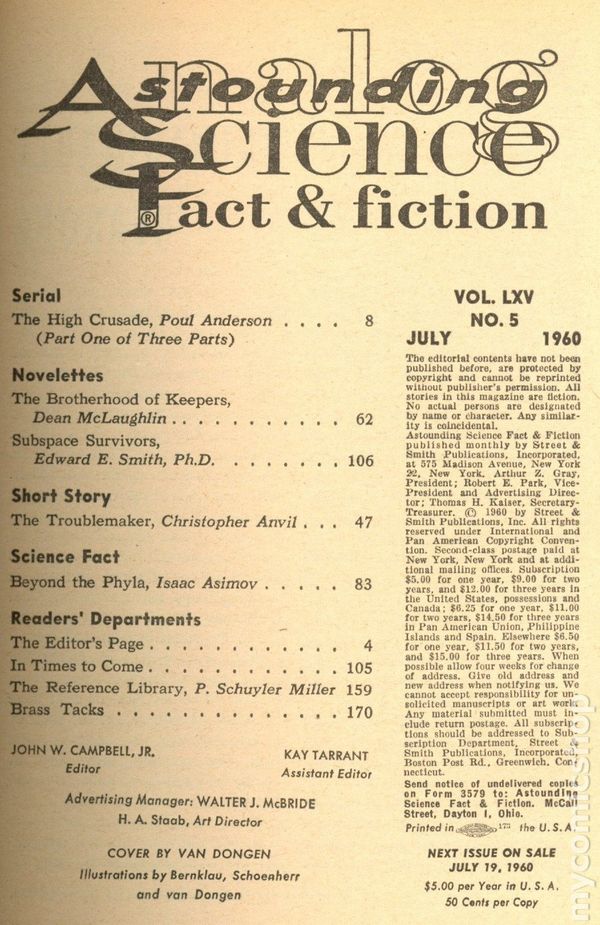 Astounding
analog
Science
Fact & fiction
®
Serial
The High Crusade, Poul Anderson . . . . 8
(Part One of Three Parts)
Novelettes
The Brotherhood of Keepers,
Dean McLaughlin . . . . . . . . . . . . 62
Subspace Survivors,
Edward E. Smith, Ph.D. . . . . . . . 106
Short Story
The Troublemaker, Christopher Anvil . . . 47
Science Fact
Beyond the Phyla, Isaac Asimov . . . . . 83
Readers' Departments
The Editor's Page . . . . . . . . . . . . 4
In Times to Come . . . . . . . . . . . . 105
The Reference Library, P. Schuyler Miller 159
Brass Tacks . . . . . . . . . . . . . . 170
JOHN W. CAMPBELL, JR.
Editor
KAY TARRANT
Assistant Editor
Advertising Manager: WALTER J. McBRIDE
H. A. Staab, Art Director
COVER BY VAN DONGEN
Illustrations by Bernklau, Schoenherr
and van Dongen
VOL. LXV
NO. 5
JULY 1960
The editorial contents have not been
published before, are protected by
copyright and cannot be reprinted
without publisher's permission. All
stories in this magazine are fiction.
No actual persons are designated
by name or character. Any similar-
ity is coincidental.
Astounding Science Fact & Fiction
published monthly by Street &
Smith Publications, Incorporated,
at 575 Madison Avenue, New York
22, New York. Arthur Z. Gray,
President; Robert E. Park, Vice-
President and Advertising Direc-
tor; Thomas H. Kaiser, Secretary-
Treasurer. © 1960 by Street &
Smith Publications, Inc. All rights
reserved under International and
Pan American Copyright Conven-
tion. Second-class postage paid at
New York, New York and at addi-
tional mailing offices. Subscription
$5.00 for one year, $9.00 for two
years, and $12.00 for three years in
the United States, possessions and
Canada; $6.25 for one year, $11.00
for two years, $14.50 for three years
in Pan American Union, Philippine
Islands and Spain. Elsewhere $6.50
for one year, $11.50 for two years,
and $15.00 for three years. When
possible allow four weeks for change
of address. Give old address and
new address when notifying us. We
cannot accept responsibility for un-
solicited manuscripts or art work.
Any material submitted must in-
clude return postage. All subscrip-
tions should be addressed to Sub-
scription Department, Street &
Smith Publications, Incorporated,
Boston Post Rd., Greenwich, Con-
necticut.
Send notice of undelivered copies
on Form 3579 to: Astounding
Science Fact & Fiction. McCall
Street, Dayton 1, Ohio.
Printed in the U.S.A.
NEXT ISSUE ON SALE
JULY 19, 1960
$5.00 per Year in U. S. A.
50 Cents per Copy
mycomicshop